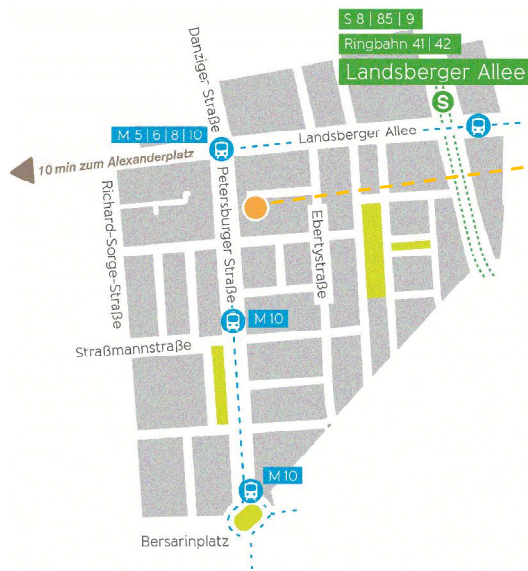 S 8 | 85 | 9
Ringbahn 41 | 42
Landsberger Allee
S
Danziger Straße
M 5 | 6 | 8 | 10
Landsberger Allee
10 min zum Alexanderplatz
Richard-Sorge-Straße
Petersburger Straße
Ebertystraße
M 10
Straßmannstraße
M 10
Bersarinplatz